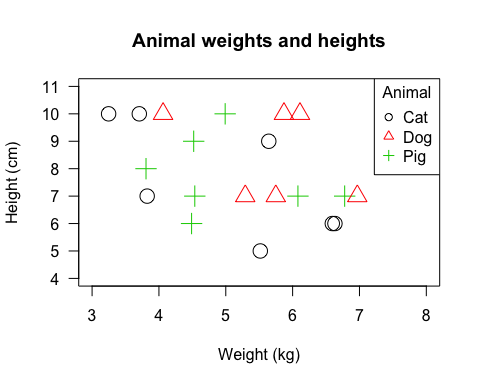 Animal weights and heights
Animal
Cat
Dog
Pig
Height (cm)
11
10
9
8
7
6
5
4
3 4 5 6 7 8
Weight (kg)